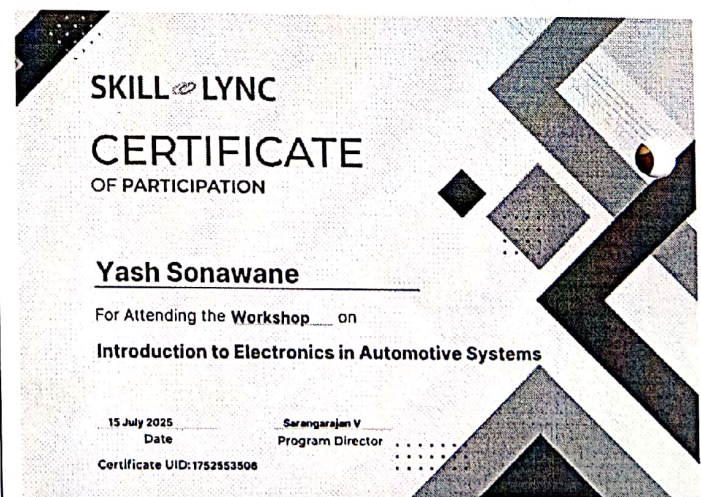 SKILL LYNC
CERTIFICATE
OF PARTICIPATION
Yash Sonawane
For Attending the Workshop on
Introduction to Electronics in Automotive Systems
15 July 2025
Date
Sarangarajan V
Program Director
Certificate UID: 1752553506